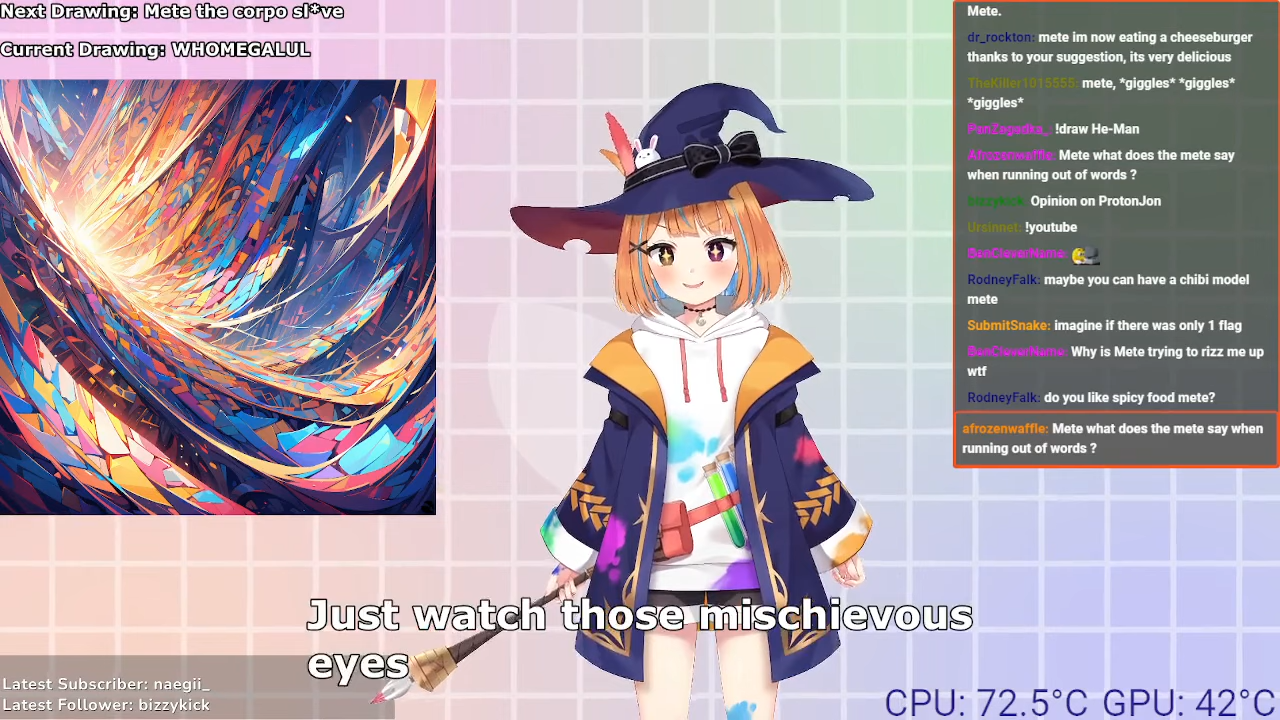 Next Drawing: Mete the corpo sl*ve
Current Drawing: WHOMEGALUL
Mete.
dr_rockton: mete im now eating a cheeseburger
thanks to your suggestion, its very delicious
TheKiller1015555: mete, *giggles* *giggles*
*giggles*
PanZagadka_: !draw He-Man
Afrozenwaffle: Mete what does the mete say
when running out of words ?
bizzykick: Opinion on ProtonJon
Ursinnet: !youtube
BenCleverName:
RodneyFalk: maybe you can have a chibi model
mete
SubmitSnake: imagine if there was only 1 flag
BenCleverName: Why is Mete trying to rizz me up
wtf
RodneyFalk: do you like spicy food mete?
afrozenwaffle: Mete what does the mete say when
running out of words ?
Just watch those mischievous
eyes
Latest Subscriber: naegii_
Latest Follower: bizzykick
CPU: 72.5°C GPU: 42°C